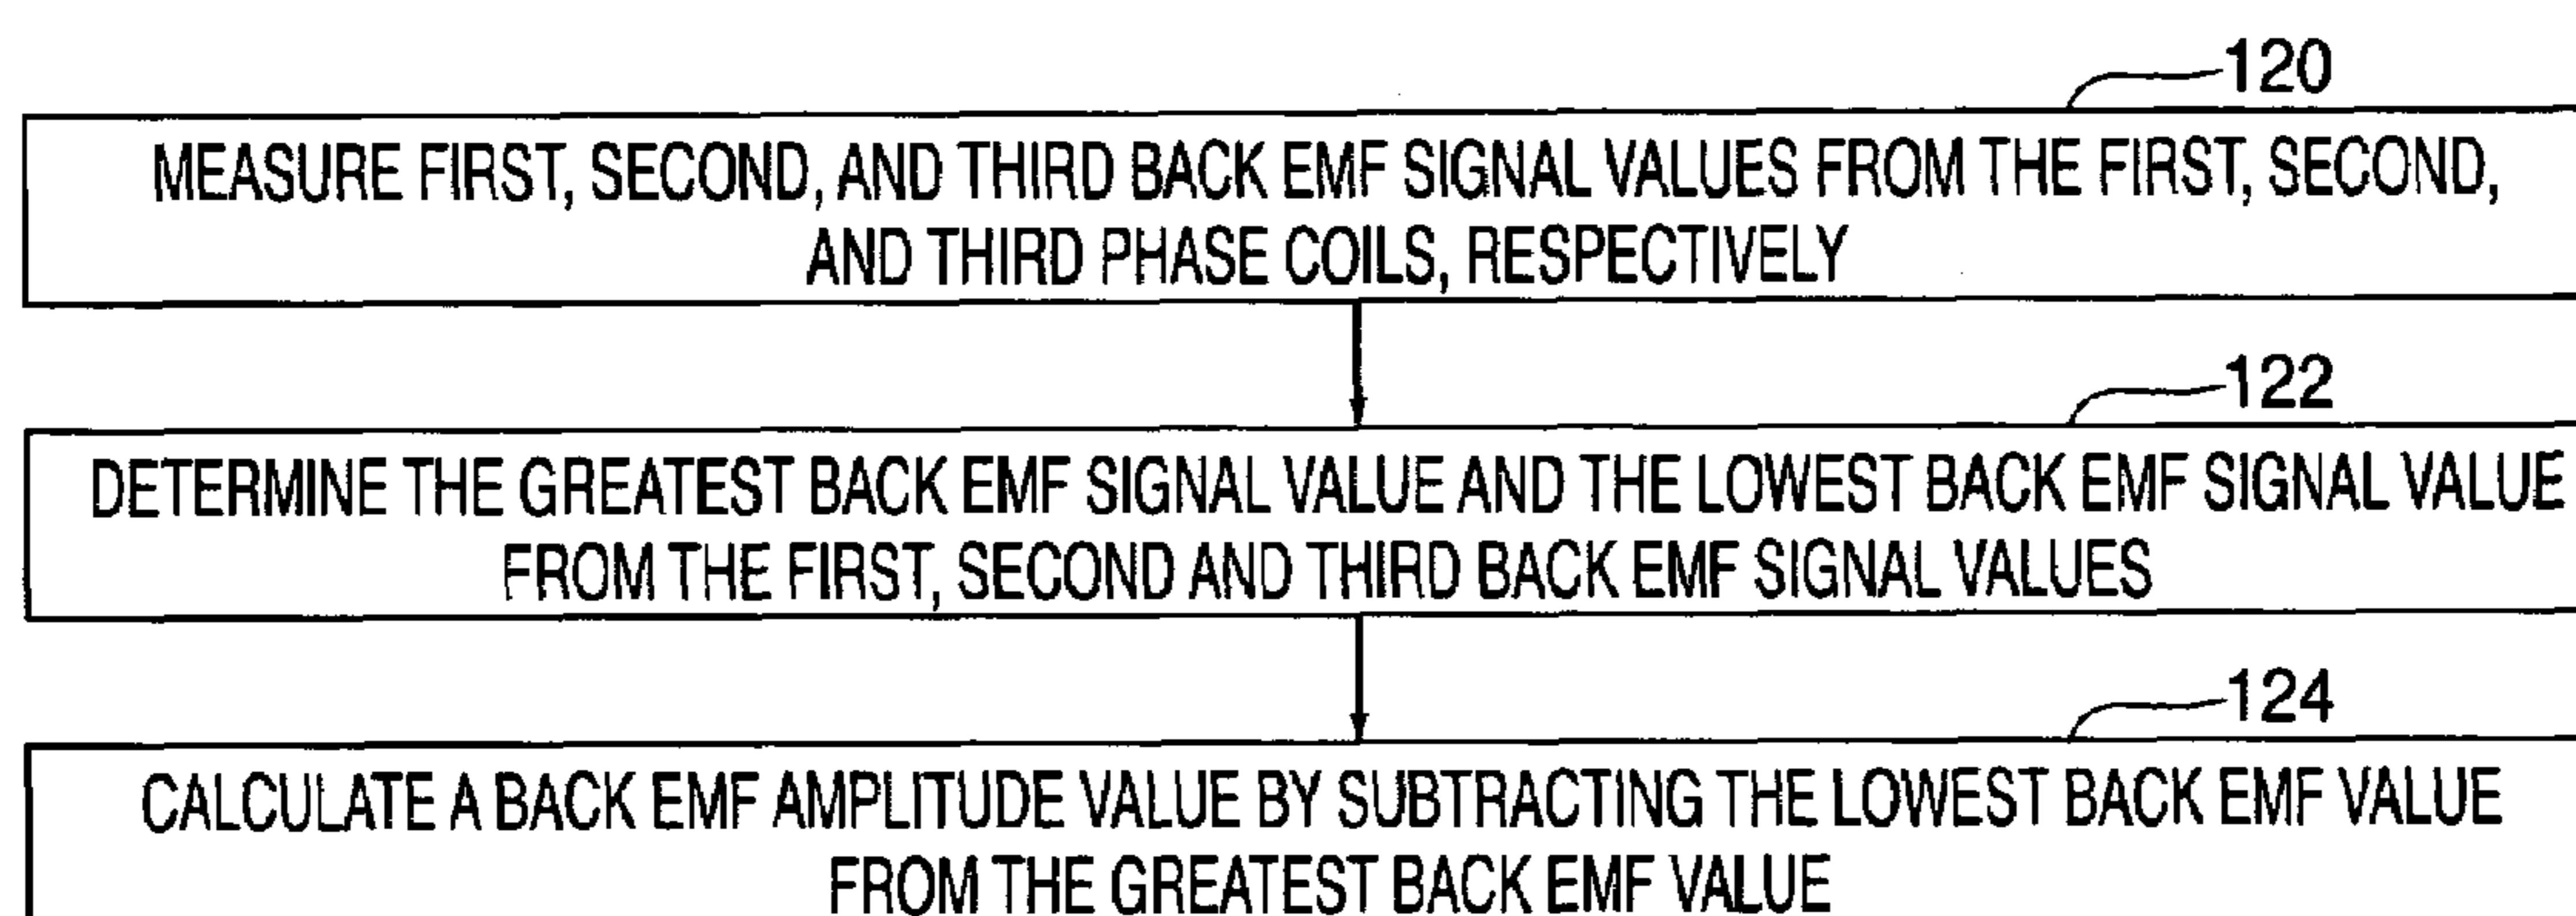 120
MEASURE FIRST, SECOND, AND THIRD BACK EMF SIGNAL VALUES FROM THE FIRST, SECOND,
AND THIRD PHASE COILS, RESPECTIVELY
122
DETERMINE THE GREATEST BACK EMF SIGNAL VALUE AND THE LOWEST BACK EMF SIGNAL VALUE
FROM THE FIRST, SECOND AND THIRD BACK EMF SIGNAL VALUES
124
CALCULATE A BACK EMF AMPLITUDE VALUE BY SUBTRACTING THE LOWEST BACK EMF VALUE
FROM THE GREATEST BACK EMF VALUE